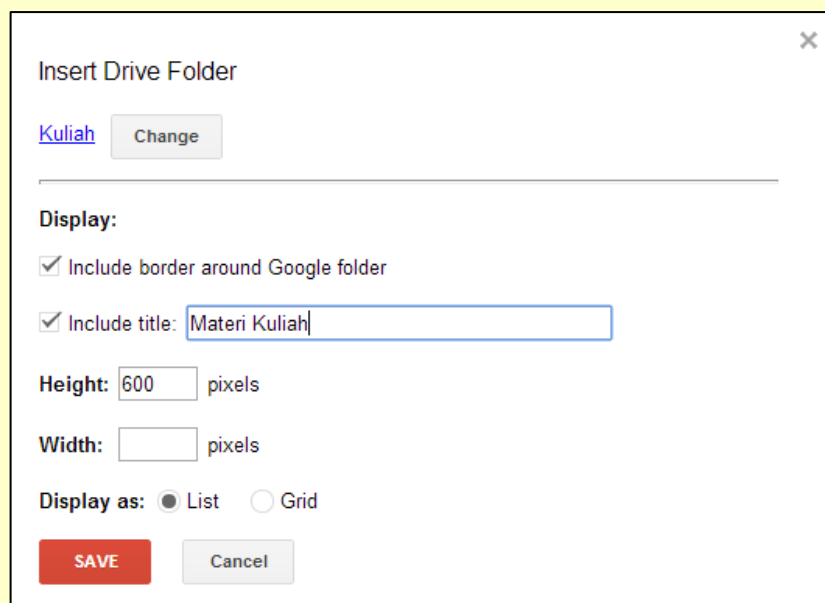 Insert Drive Folder
Kuliah Change
Display:
Include border around Google folder
Include title: Materi Kuliah
Height: 600 pixels
Width: pixels
Display as: List Grid
SAVE Cancel